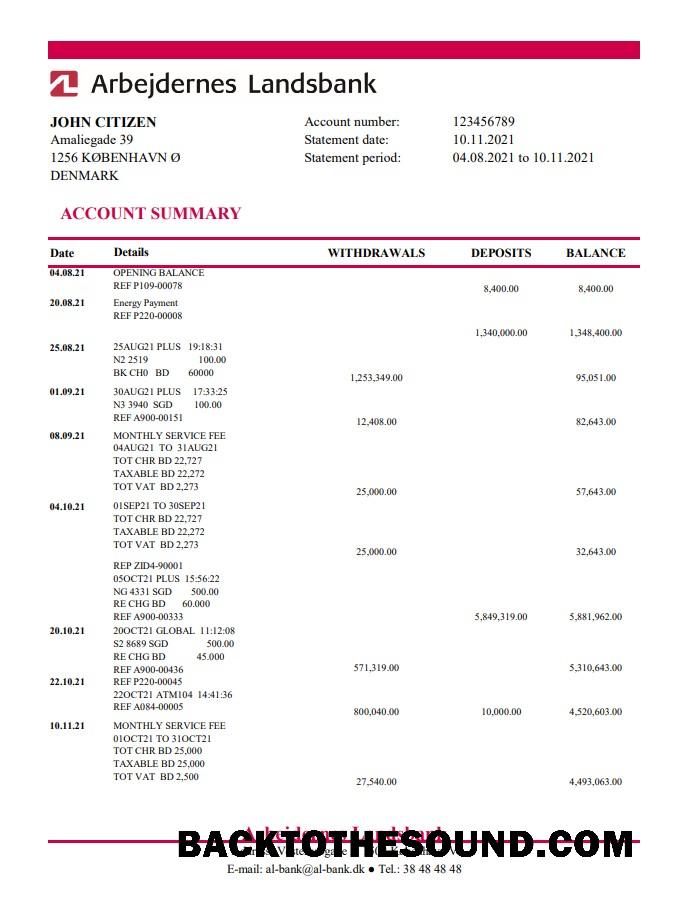 Arbejdernes Landsbank
JOHN CITIZEN
Amaliegade 39
1256 KØBENHAVN Ø
DENMARK
Account number: 123456789
Statement date: 10.11.2021
Statement period: 04.08.2021 to 10.11.2021
ACCOUNT SUMMARY
Date Details WITHDRAWALS DEPOSITS BALANCE
04.08.21 OPENING BALANCE
REF P109-00078
8,400.00 8,400.00
20.08.21 Energy Payment
REF P220-00008
1,340,000.00 1,348,400.00
25.08.21 25AUG21 PLUS 19:18:31
N2 2519 100.00
BK CH0 BD 60000
1,253,349.00 95,051.00
01.09.21 30AUG21 PLUS 17:33:25
N3 3940 SGD 100.00
REF A900-00151
12,408.00 82,643.00
08.09.21 MONTHLY SERVICE FEE
04AUG21 TO 31AUG21
TOT CHR BD 22,727
TAXABLE BD 22,272
TOT VAT BD 2,273
25,000.00 57,643.00
04.10.21 01SEP21 TO 30SEP21
TOT CHR BD 22,727
TAXABLE BD 22,272
TOT VAT BD 2,273
25,000.00 32,643.00
REP ZID4-90001
05OCT21 PLUS 15:56:22
NG 4331 SGD 500.00
RE CHG BD 60.000
REF A900-00333 5,849,319.00 5,881,962.00
20.10.21 20OCT21 GLOBAL 11:12:08
S2 8689 SGD 500.00
RE CHG BD 45.000
REF A900-00436 571,319.00 5,310,643.00
22.10.21 REF P220-00045
22OCT21 ATM104 14:41:36
REF A084-00005
800,040.00 10,000.00 4,520,603.00
10.11.21 MONTHLY SERVICE FEE
01OCT21 TO 31OCT21
TOT CHR BD 25,000
TAXABLE BD 25,000
TOT VAT BD 2,500
27,540.00 4,493,063.00
Arbejdernes Landsbank
BACKTOTHESOUND.COM
E-mail: al-bank@al-bank.dk ● Tel.: 38 48 48 48